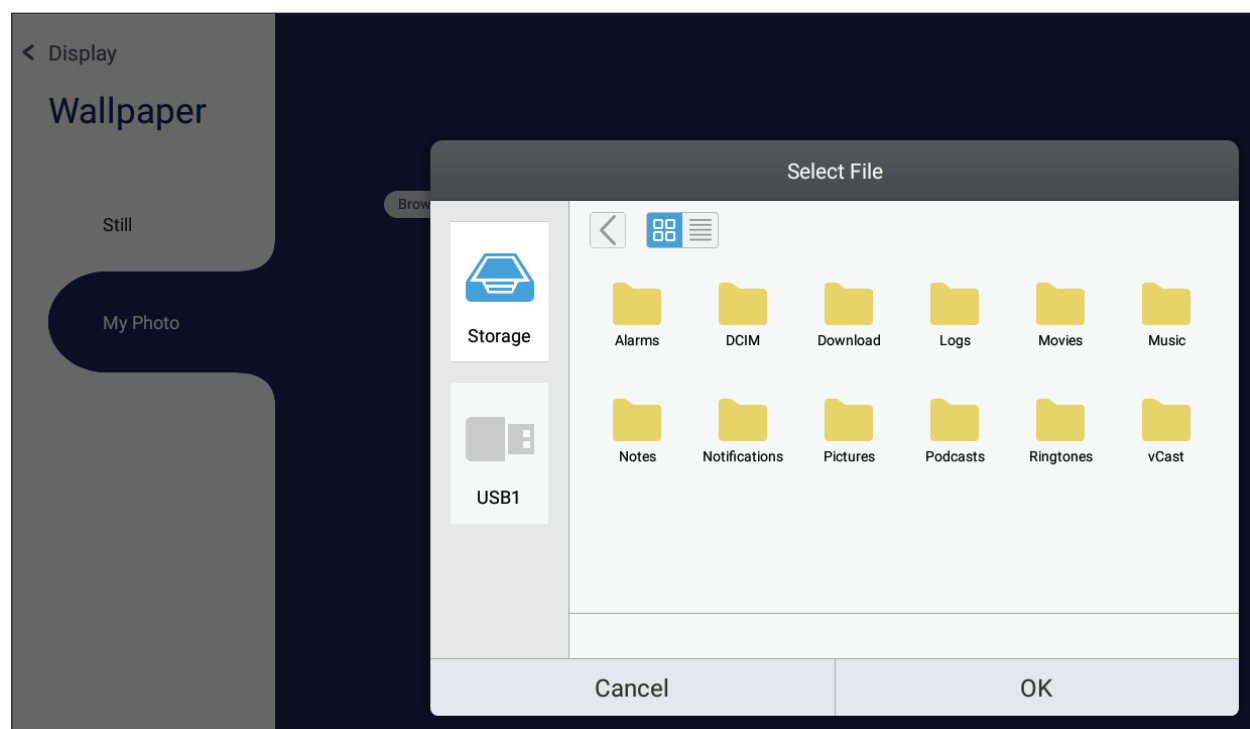 Display
Wallpaper
Still
My Photo
Brow
Select File
Storage
USB1
Alarms DCIM Download Logs Movies Music
Notes Notifications Pictures Podcasts Ringtones vCast
Cancel OK